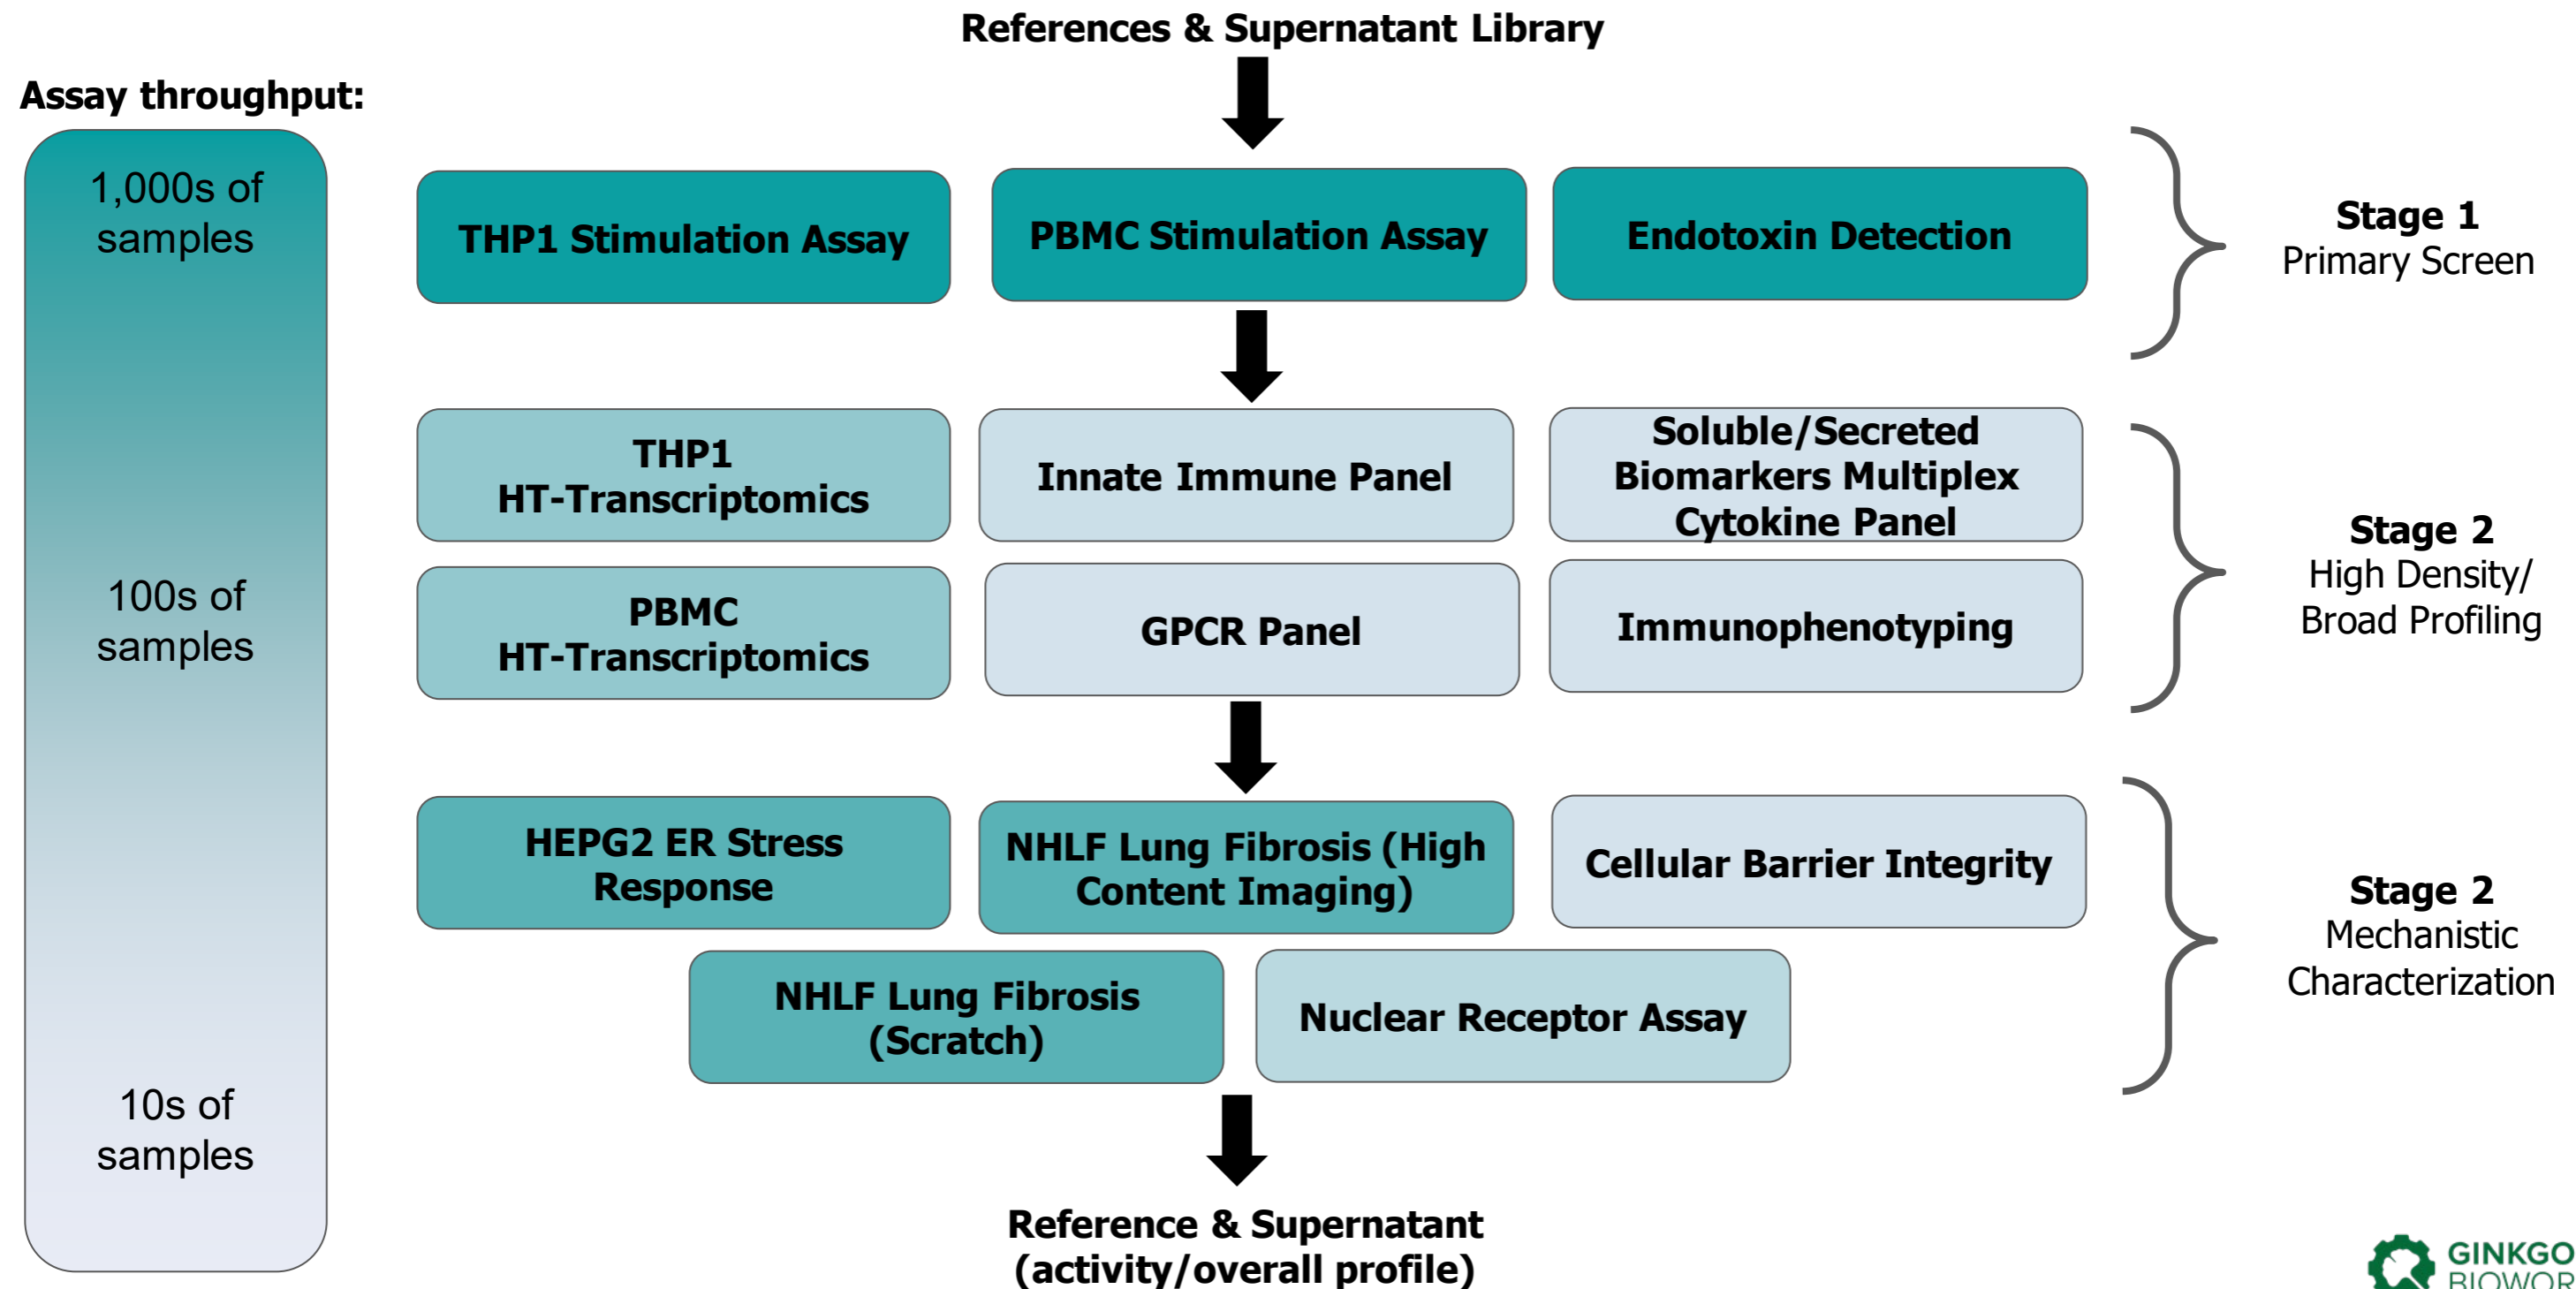 References & Supernatant Library
Assay throughput:
1,000s of
samples
100s of
samples
10s of
samples
THP1 Stimulation Assay
PBMC Stimulation Assay
Endotoxin Detection
Stage 1
Primary Screen
THP1
HT-Transcriptomics
Innate Immune Panel
Soluble/Secreted
Biomarkers Multiplex
Cytokine Panel
PBMC
HT-Transcriptomics
GPCR Panel
Immunophenotyping
Stage 2
High Density/
Broad Profiling
HEPG2 ER Stress
Response
NHLF Lung Fibrosis (High
Content Imaging)
Cellular Barrier Integrity
NHLF Lung Fibrosis
(Scratch)
Nuclear Receptor Assay
Stage 2
Mechanistic
Characterization
Reference & Supernatant
(activity/overall profile)
GINKGO